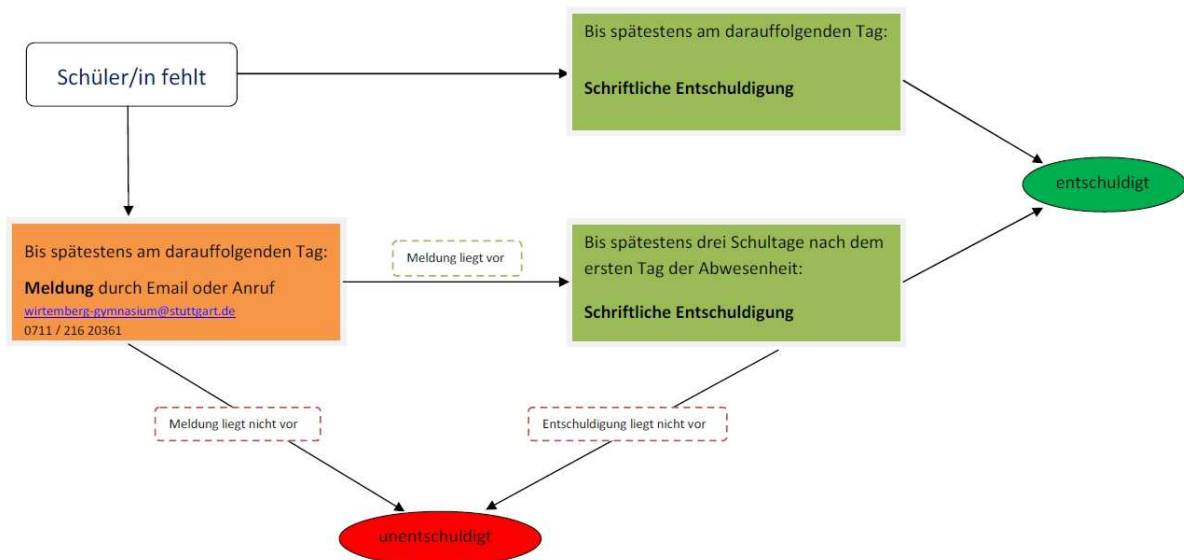 Schüler/in fehlt
Bis spätestens am darauffolgenden Tag:
Schriftliche Entschuldigung
entschuldigt
Bis spätestens am darauffolgenden Tag:
Meldung durch Email oder Anruf
wirtemberg-gymnasium@stuttgart.de
0711 / 216 20361
Meldung liegt vor
Bis spätestens drei Schultage nach dem
ersten Tag der Abwesenheit:
Schriftliche Entschuldigung
Meldung liegt nicht vor
Entschuldigung liegt nicht vor
unentschuldigt